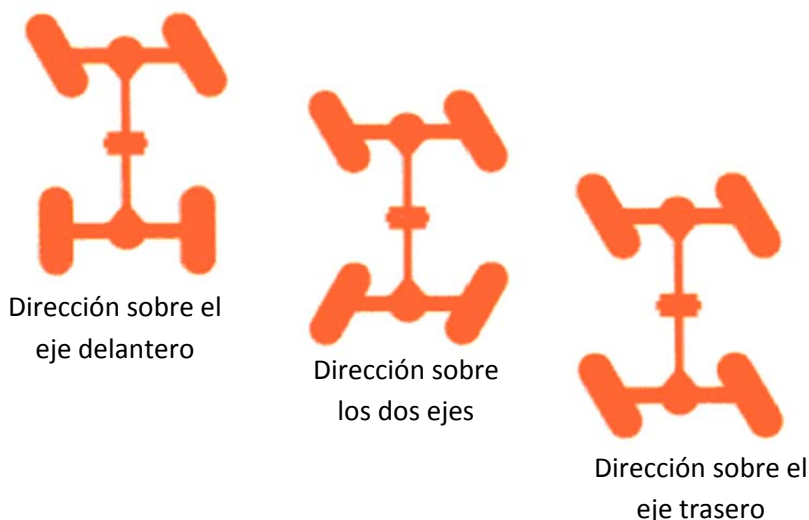 Dirección sobre el
eje delantero
Dirección sobre
los dos ejes
Dirección sobre el
eje trasero